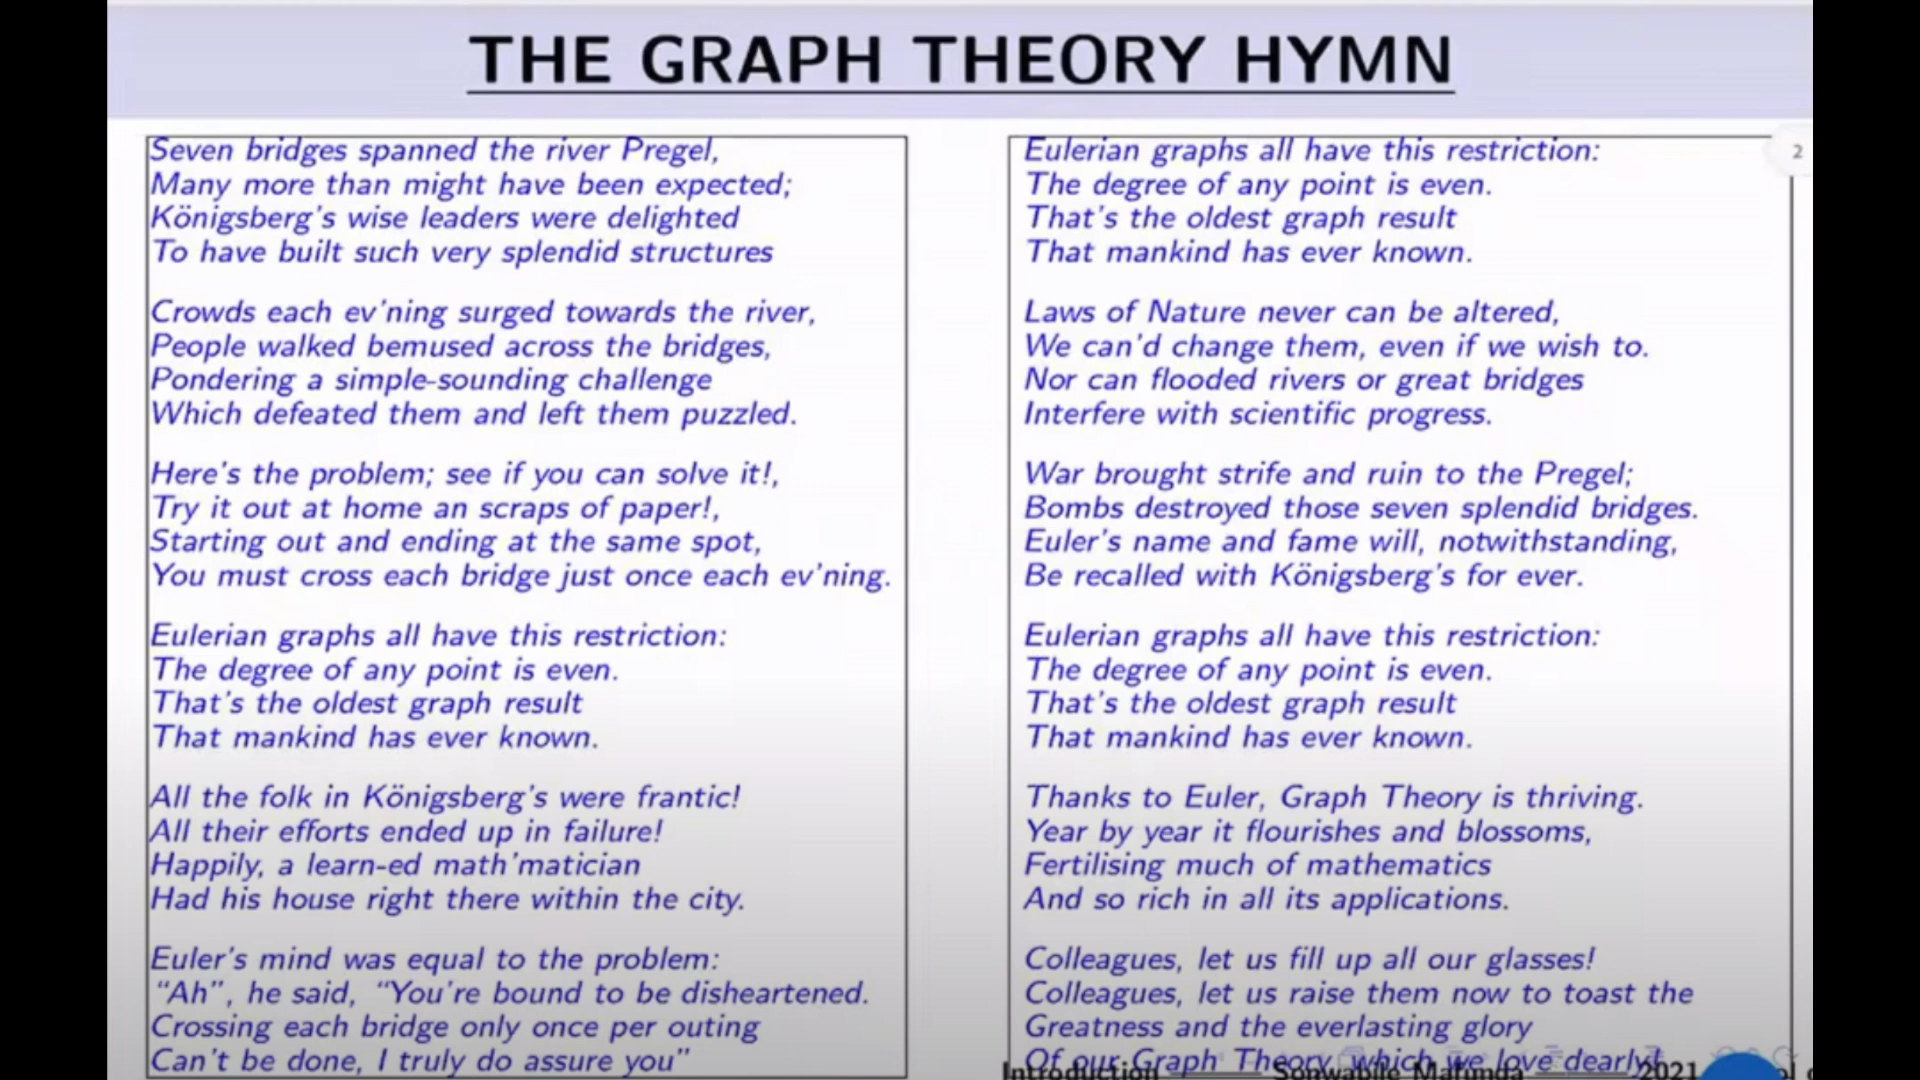 THE GRAPH THEORY HYMN
Seven bridges spanned the river Pregel,
Many more than might have been expected;
Königsberg's wise leaders were delighted
To have built such very splendid structures
Crowds each ev'ning surged towards the river,
People walked bemused across the bridges,
Pondering a simple-sounding challenge
Which defeated them and left them puzzled.
Here's the problem; see if you can solve it!,
Try it out at home an scraps of paper!,
Starting out and ending at the same spot,
You must cross each bridge just once each ev'ning.
Eulerian graphs all have this restriction:
The degree of any point is even.
That's the oldest graph result
That mankind has ever known.
All the folk in Königsberg's were frantic!
All their efforts ended up in failure!
Happily, a learn-ed math'matician
Had his house right there within the city.
Euler's mind was equal to the problem:
“Ah”, he said, “You're bound to be disheartened.
Crossing each bridge only once per outing
Can't be done, I truly do assure you”
2
Eulerian graphs all have this restriction:
The degree of any point is even.
That's the oldest graph result
That mankind has ever known.
Laws of Nature never can be altered,
We can'd change them, even if we wish to.
Nor can flooded rivers or great bridges
Interfere with scientific progress.
War brought strife and ruin to the Pregel;
Bombs destroyed those seven splendid bridges.
Euler's name and fame will, notwithstanding,
Be recalled with Königsberg's for ever.
Eulerian graphs all have this restriction:
The degree of any point is even.
That's the oldest graph result
That mankind has ever known.
Thanks to Euler, Graph Theory is thriving.
Year by year it flourishes and blossoms,
Fertilising much of mathematics
And so rich in all its applications.
Colleagues, let us fill up all our glasses!
Colleagues, let us raise them now to toast the
Greatness and the everlasting glory
Of our Graph Theory, which we love dearly!
Introduction Sonwabile Mafunda 2021